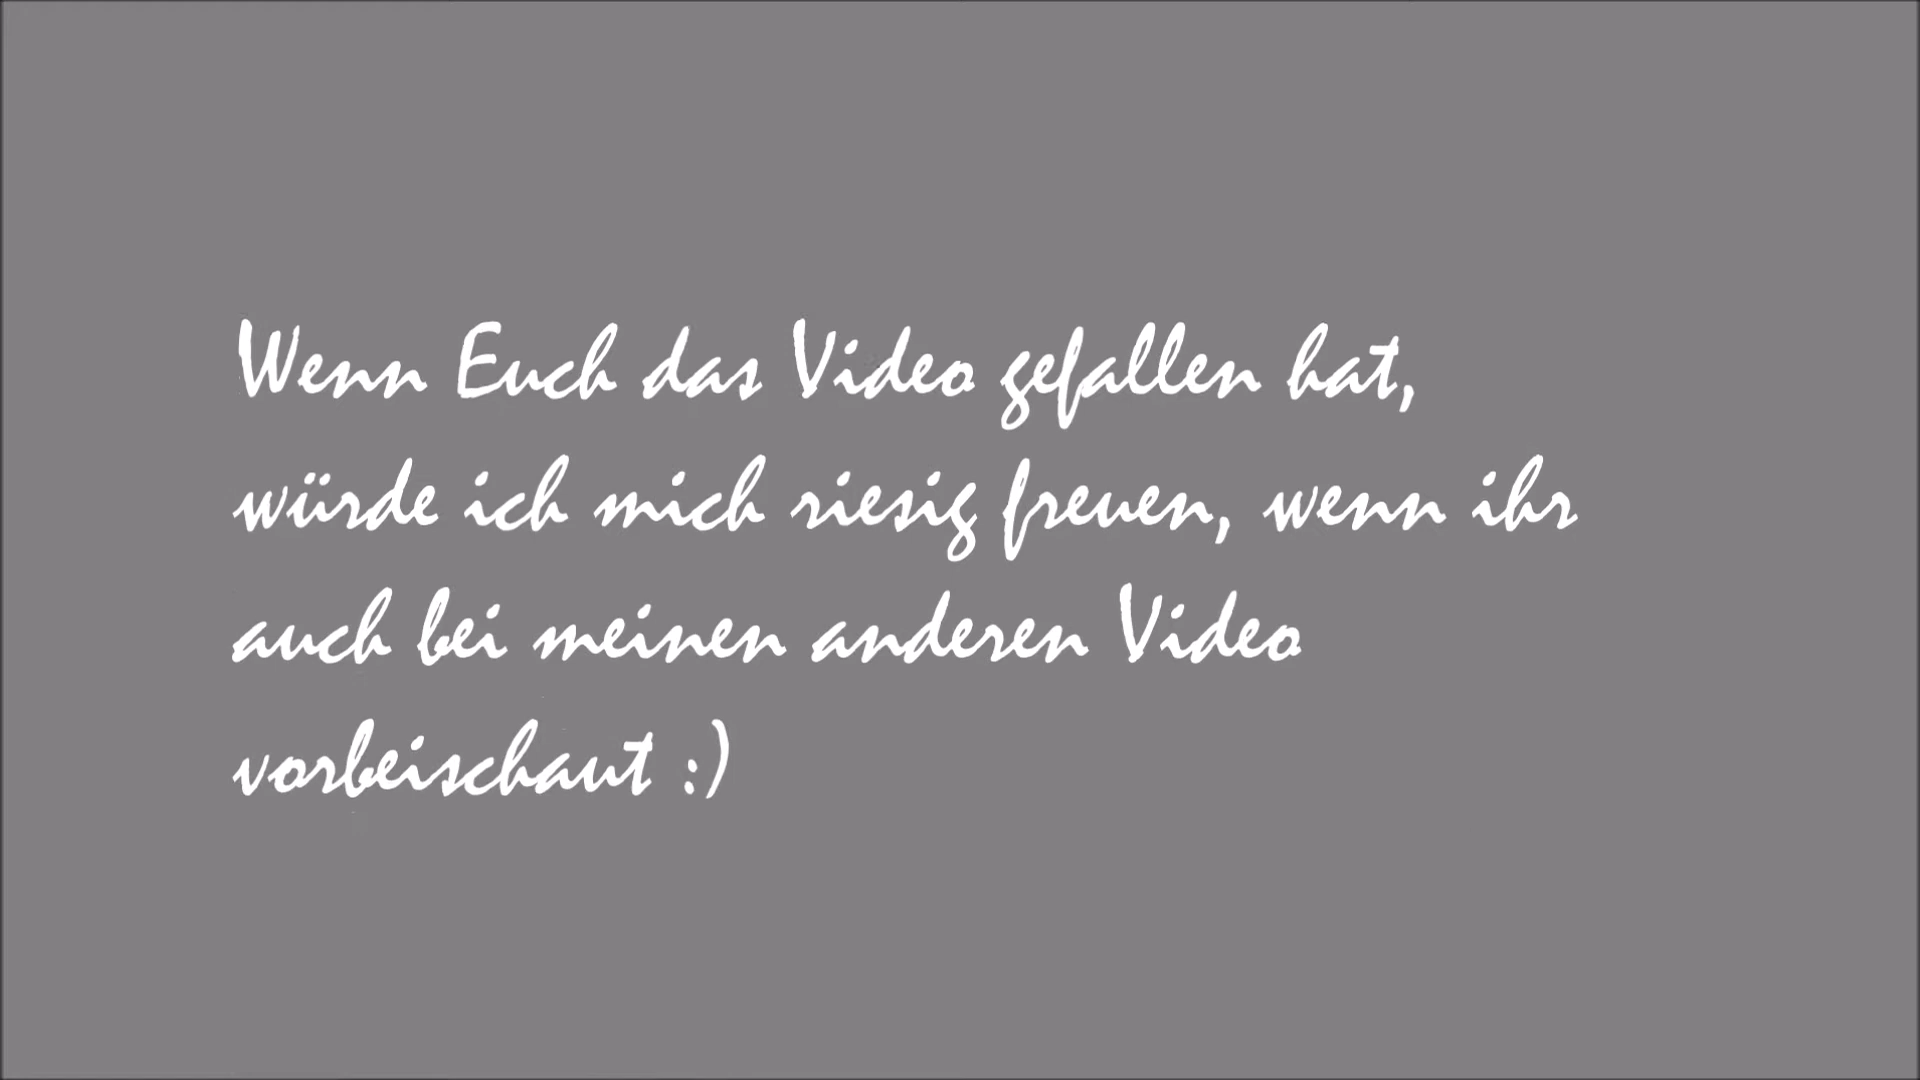 Wenn Euch das Video gefallen hat,
würde ich mich riesig freuen, wenn ihr
auch bei meinen anderen Video
vorbeischaut :)